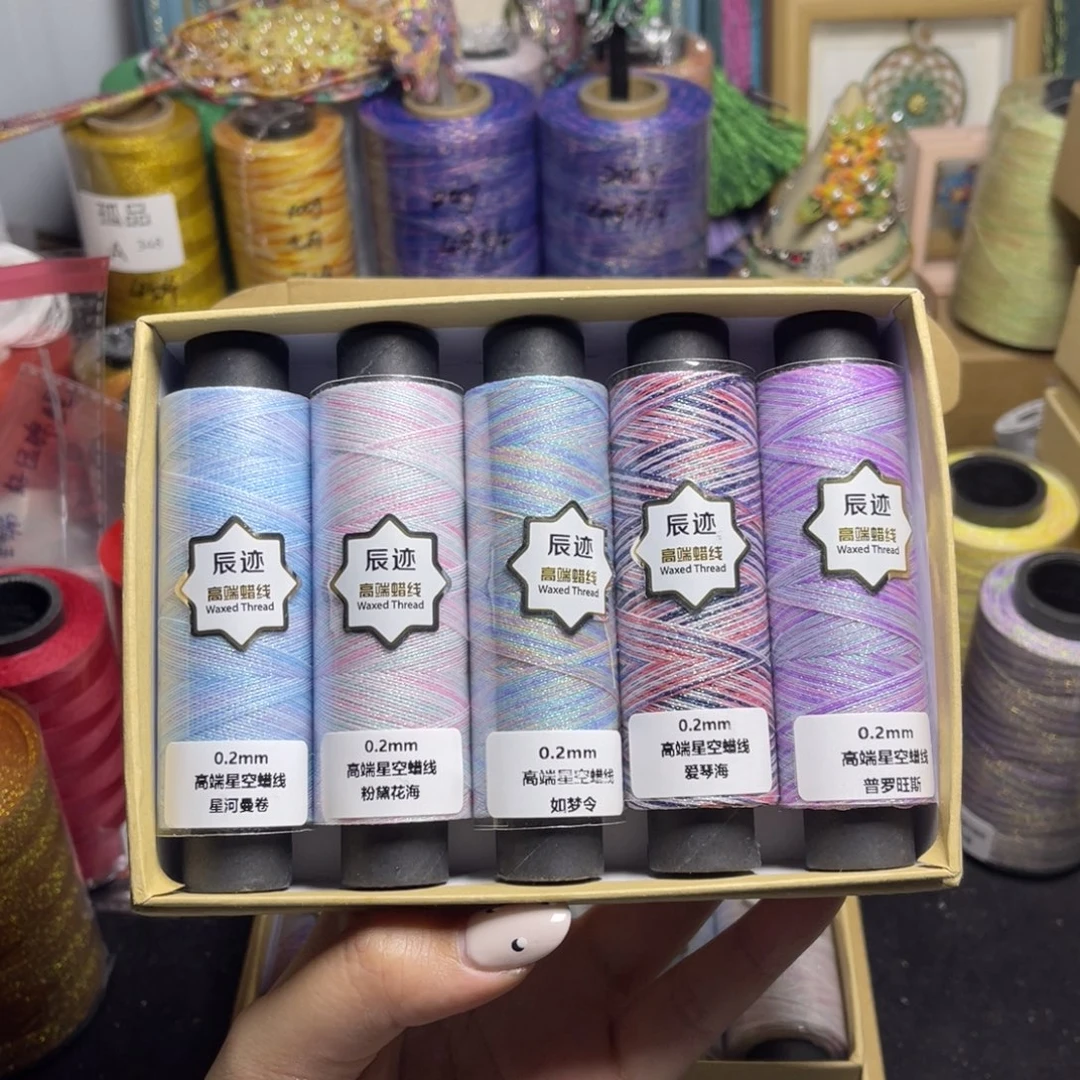 孤品
辰迹
高端蜡线
Waxed Thread
0.2mm
高端星空蜡线
星河曼卷
辰迹
高端蜡线
Waxed Thread
0.2mm
高端星空蜡线
粉黛花海
辰迹
高端蜡线
Waxed Thread
0.2mm
高端星空蜡线
如梦令
辰迹
高端蜡线
Waxed Thread
0.2mm
高端星空蜡线
爱琴海
辰迹
高端蜡线
Waxed Thread
0.2mm
高端星空蜡线
普罗旺斯